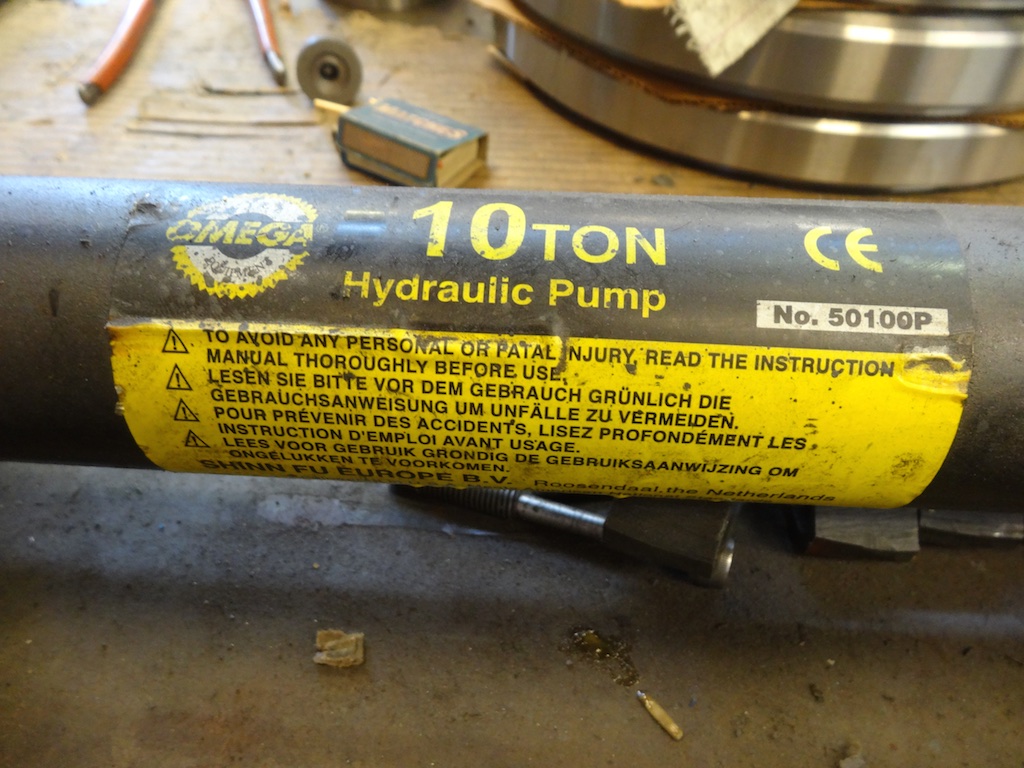 OMEGA
10 TON
Hydraulic Pump
CE
No. 50100P
TO AVOID ANY PERSONAL OR FATAL INJURY, READ THE INSTRUCTION
MANUAL THOROUGHLY BEFORE USE.
LESEN SIE BITTE VOR DEM GEBRAUCH GRÜNLICH DIE
GEBRAUCHSANWEISUNG UM UNFÄLLE ZU VERMEIDEN.
POUR PRÉVENIR DES ACCIDENTS, LISEZ PROFONDÉMENT LES
INSTRUCTION D'EMPLOI AVANT USAGE.
LEES VOOR GEBRUIK GRONDIG DE GEBRUIKSAANWIJZING OM
ONGELUKKEN TE VOORKOMEN.
SHINN FU EUROPE B.V. Roosendaal, the Netherlands